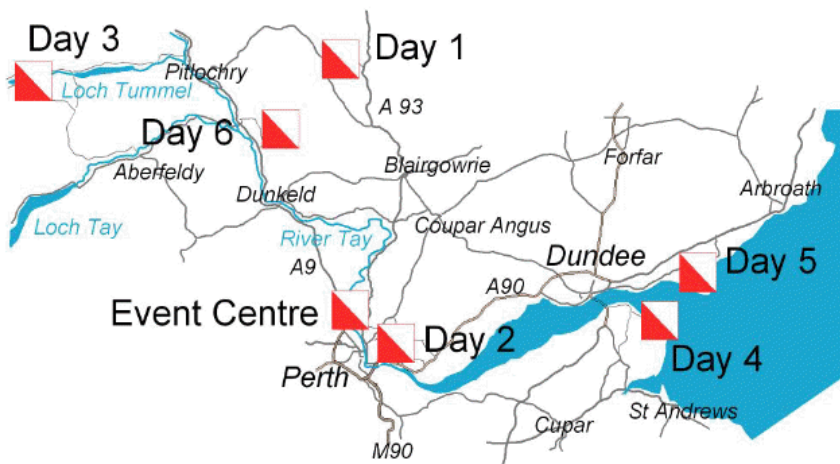 Day 3
Day 1
Pitlochry
Loch Tummel
A 93
Day 6
Aberfeldy
Blairgowrie
Forfar
Dunkeld
Arbroath
Loch Tay
River Tay
Coupar Angus
Dundee
A9
A90
Day 5
Event Centre
Day 2
Day 4
Perth
St Andrews
Cupar
M90